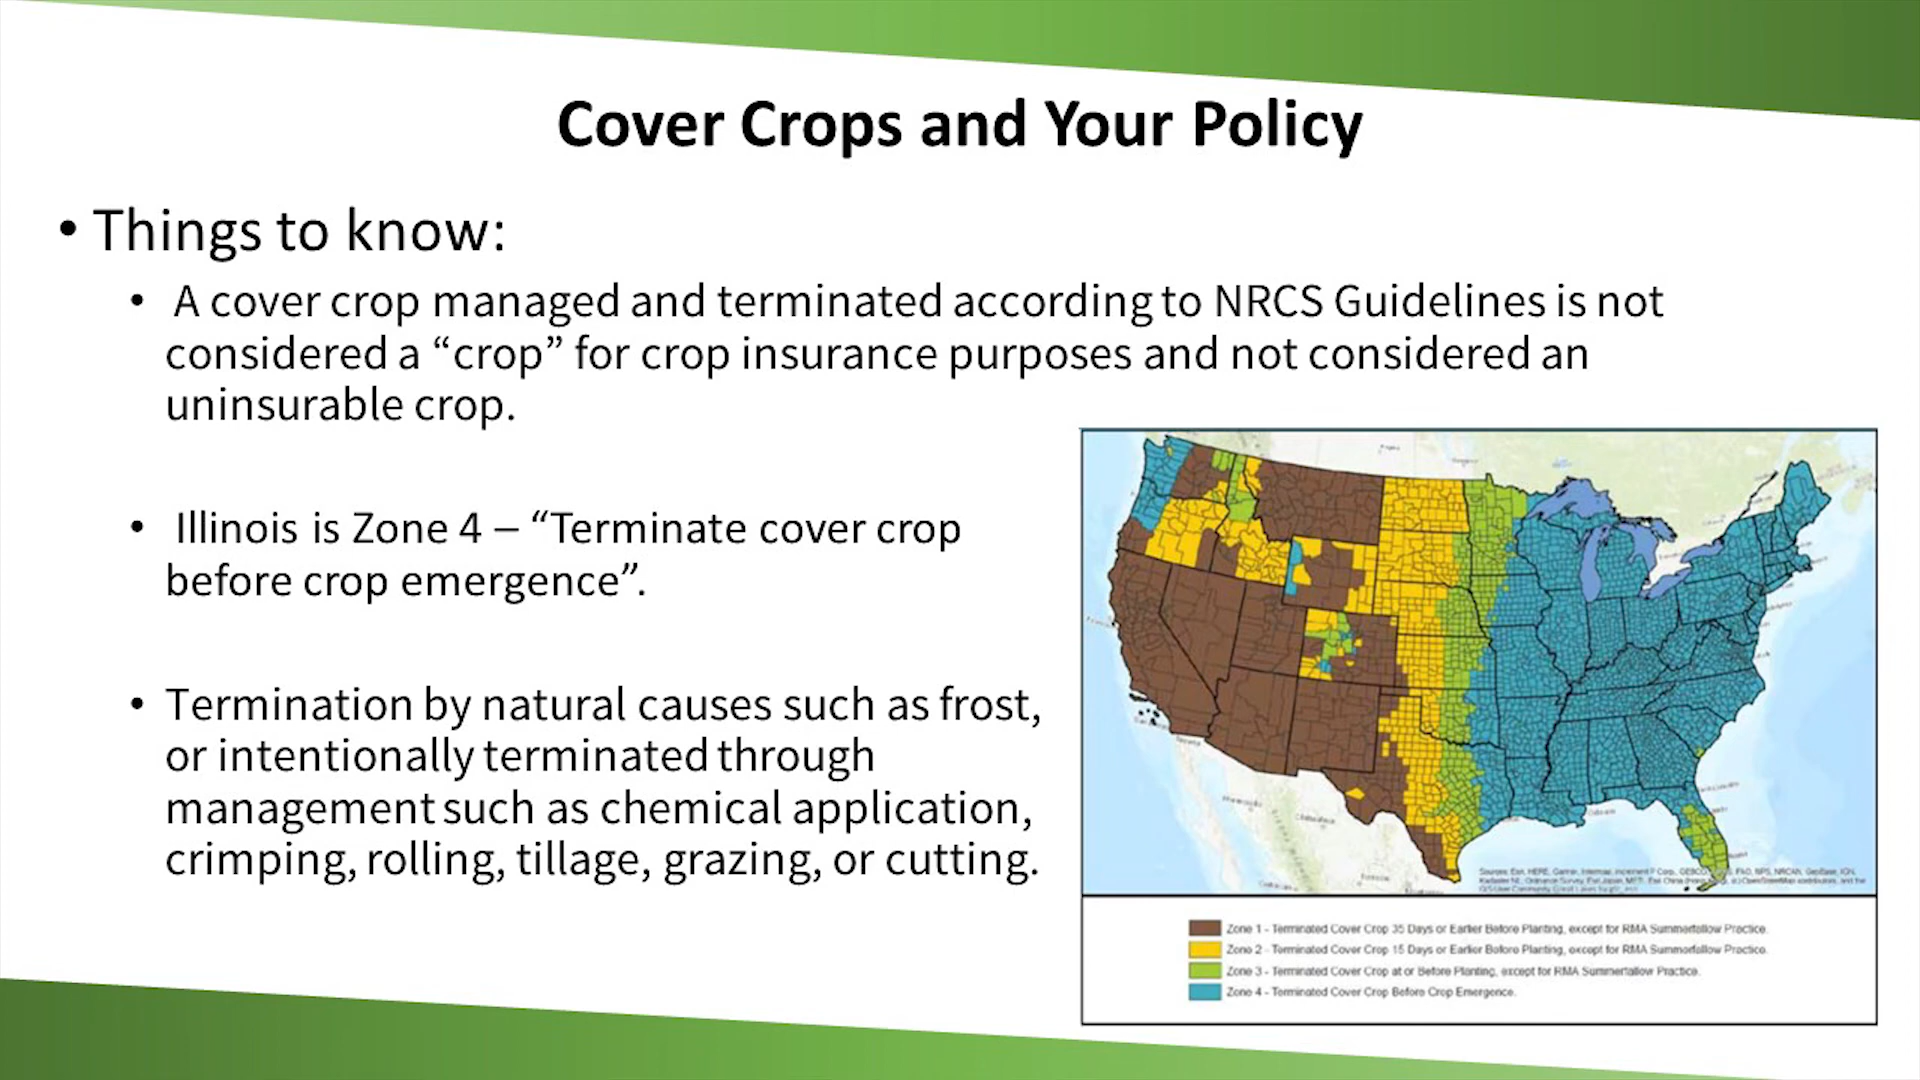 Cover Crops and Your Policy
• Things to know:
• A cover crop managed and terminated according to NRCS Guidelines is not
considered a “crop” for crop insurance purposes and not considered an
uninsurable crop.
• Illinois is Zone 4 – “Terminate cover crop
before crop emergence”.
• Termination by natural causes such as frost,
or intentionally terminated through
management such as chemical application,
crimping, rolling, tillage, grazing, or cutting.
Zone 1 - Terminated Cover Crop 35 Days or Earlier Before Planting, except for RMA Summerfallow Practice.
Zone 2 - Terminated Cover Crop 15 Days or Earlier Before Planting, except for RMA Summerfallow Practice.
Zone 3 - Terminated Cover Crop at or Before Planting, except for RMA Summerfallow Practice.
Zone 4 - Terminated Cover Crop Before Crop Emergence.